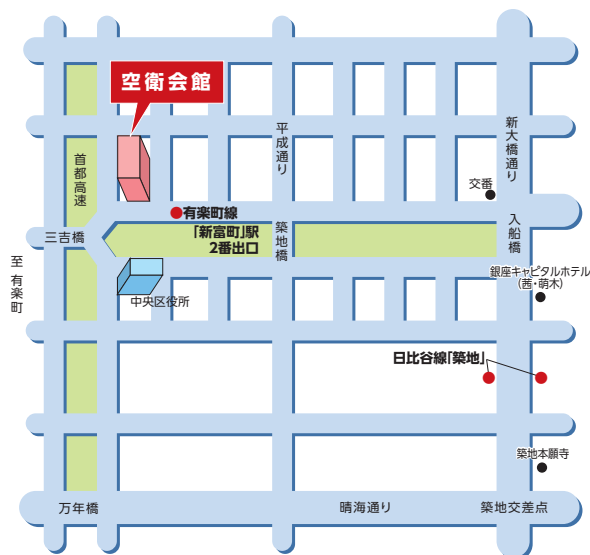 空衛会館
首都高速
平成通り
新大橋通り
交番
有楽町線
「新富町」駅
2番出口
三吉橋
築地橋
入船橋
至 有楽町
中央区役所
銀座キャピタルホテル
(茜・萌木)
日比谷線「築地」
築地本願寺
万年橋
晴海通り
築地交差点